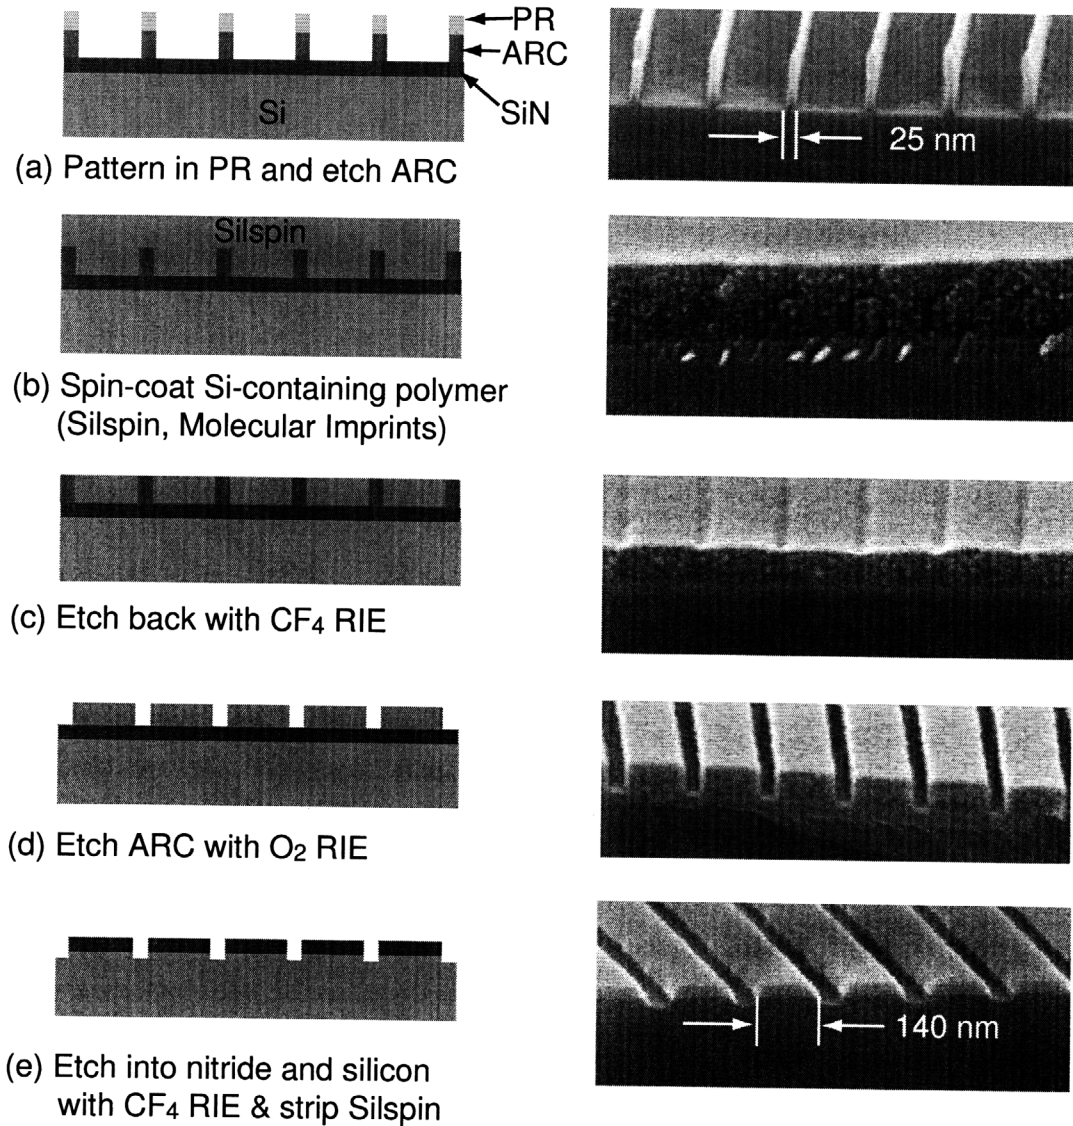 PR
ARC
SiN
Si
25 nm
(a) Pattern in PR and etch ARC
Silspin
(b) Spin-coat Si-containing polymer
(Silspin, Molecular Imprints)
(c) Etch back with CF4 RIE
(d) Etch ARC with O2 RIE
140 nm
(e) Etch into nitride and silicon
with CF4 RIE & strip Silspin